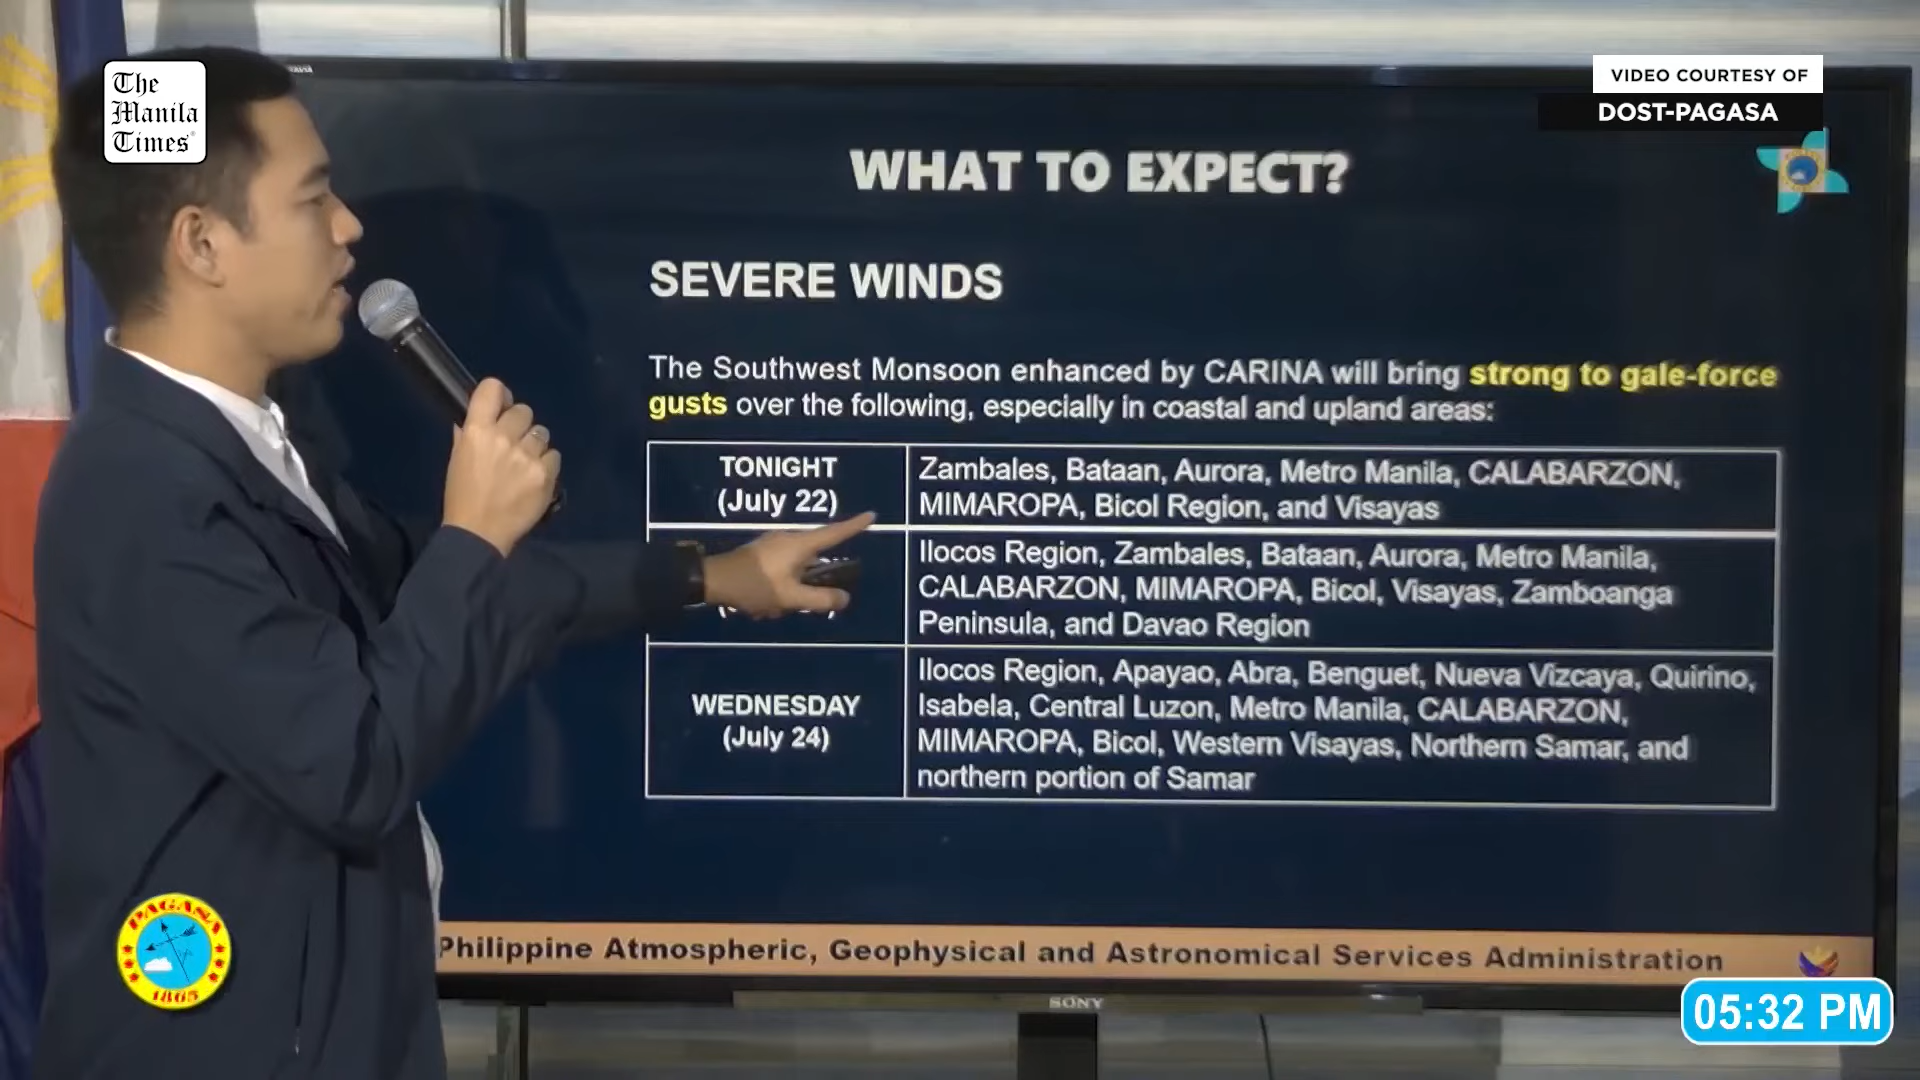 The
Manila
Times
VIDEO COURTESY OF
DOST-PAGASA
WHAT TO EXPECT?
SEVERE WINDS
The Southwest Monsoon enhanced by CARINA will bring strong to gale-force
gusts over the following, especially in coastal and upland areas:
TONIGHT
(July 22)
Zambales, Bataan, Aurora, Metro Manila, CALABARZON,
MIMAROPA, Bicol Region, and Visayas
Ilocos Region, Zambales, Bataan, Aurora, Metro Manila,
CALABARZON, MIMAROPA, Bicol, Visayas, Zamboanga
Peninsula, and Davao Region
WEDNESDAY
(July 24)
Ilocos Region, Apayao, Abra, Benguet, Nueva Vizcaya, Quirino,
Isabela, Central Luzon, Metro Manila, CALABARZON,
MIMAROPA, Bicol, Western Visayas, Northern Samar, and
northern portion of Samar
PAGASA
1865
Philippine Atmospheric, Geophysical and Astronomical Services Administration
SONY
05:32 PM